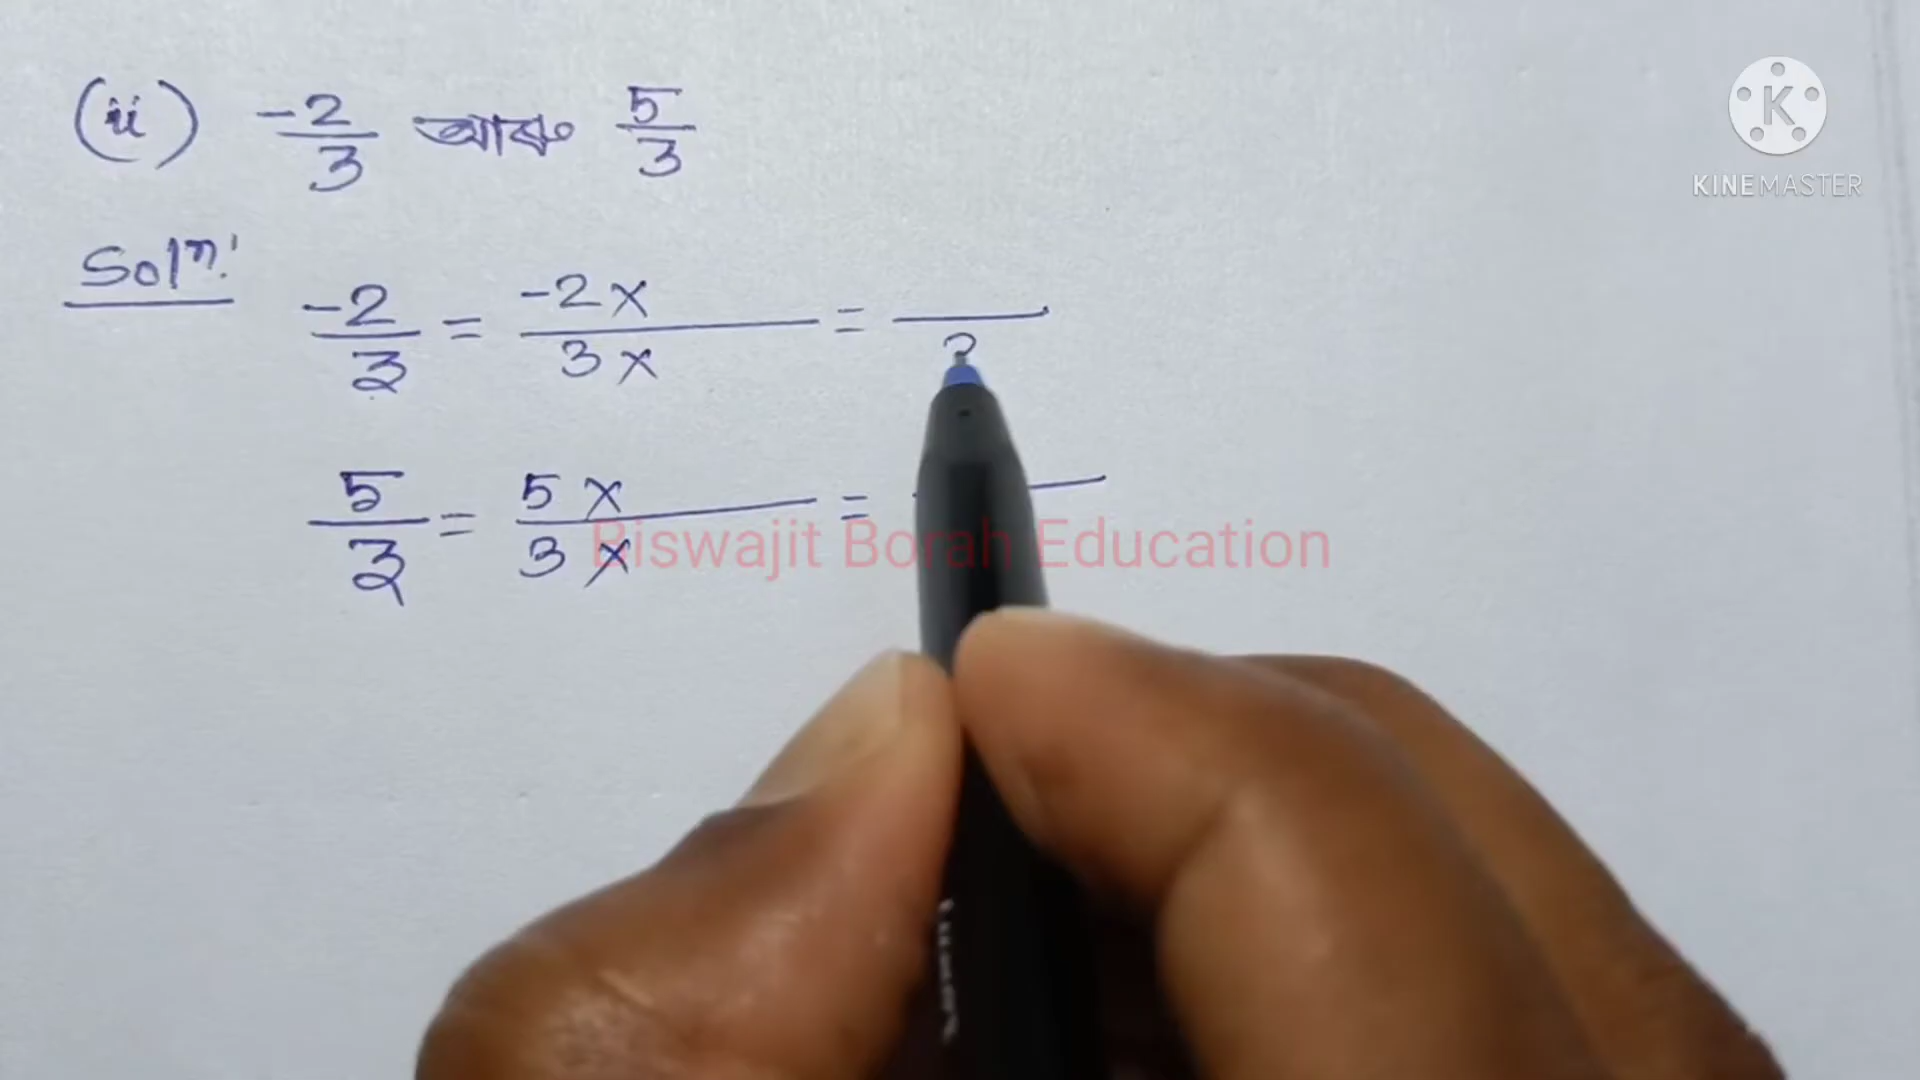 (ii) -2/3 আৰু 5/3
Solⁿ:
-2/3 = -2 x / 3 x = / 3
5/3 = 5 x / 3 x =
K
KINEMASTER
Biswajit Borah Education